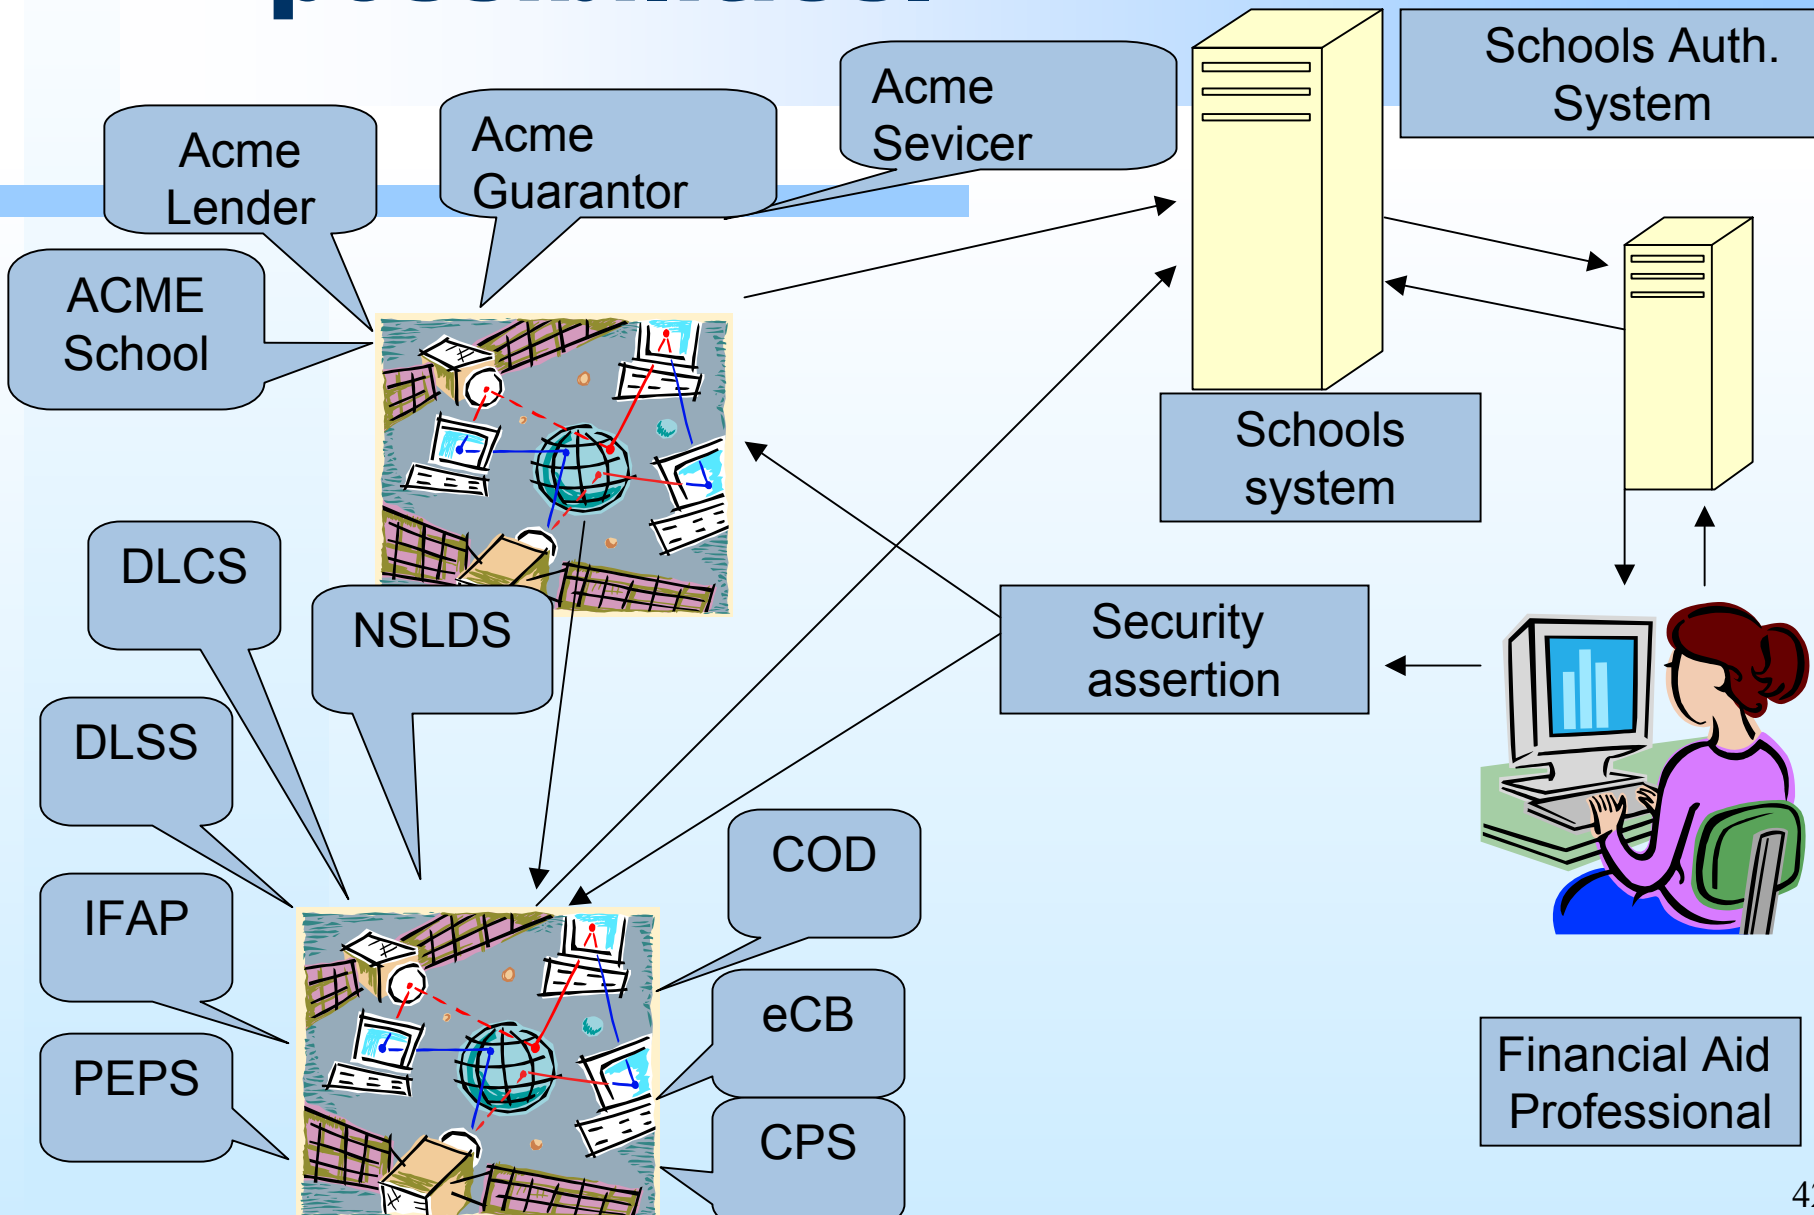 Schools Auth.
System
Acme
Sevicer
Acme
Guarantor
Acme
Lender
ACME
School
Schools
system
DLCS
NSLDS
Security
assertion
DLSS
COD
IFAP
eCB
PEPS
CPS
Financial Aid
Professional